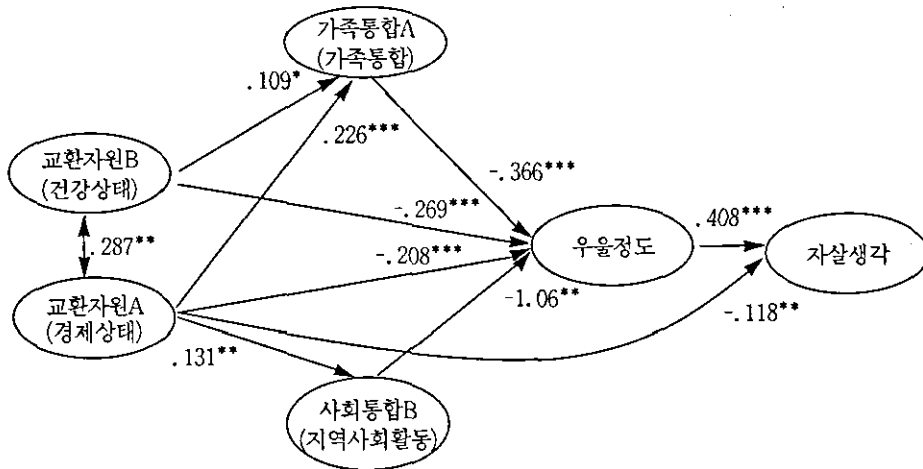 가족통합A
(가족통합)
.109*
.226***
교환자원B
(건강상태)
-.366***
-.269***
.408***
.287**
-.208***
우울정도
자살생각
교환자원A
(경제상태)
-1.06**
-.118**
.131**
사회통합B
(지역사회활동)